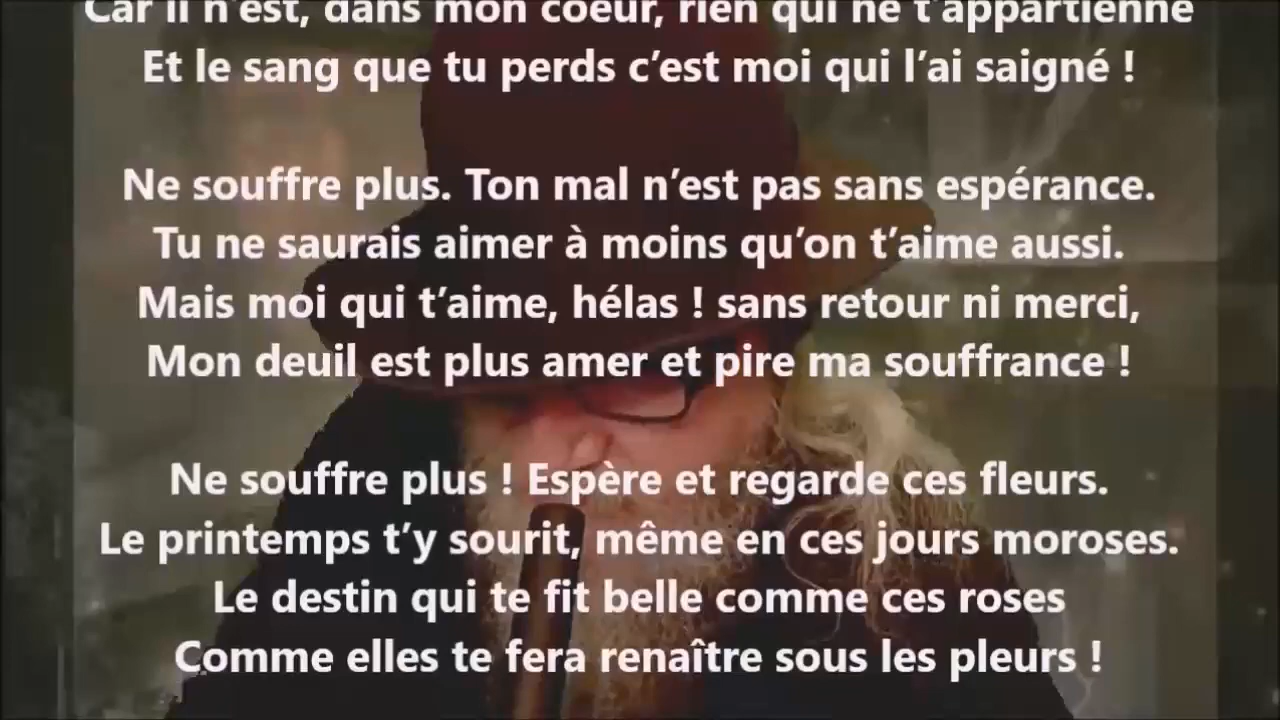 Car il n'est, dans mon coeur, rien qui ne t'appartienne
Et le sang que tu perds c’est moi qui l’ai saigné !
Ne souffre plus. Ton mal n’est pas sans espérance.
Tu ne saurais aimer à moins qu’on t’aime aussi.
Mais moi qui t’aime, hélas ! sans retour ni merci,
Mon deuil est plus amer et pire ma souffrance !
Ne souffre plus ! Espère et regarde ces fleurs.
Le printemps t’y sourit, même en ces jours moroses.
Le destin qui te fit belle comme ces roses
Comme elles te fera renaître sous les pleurs !